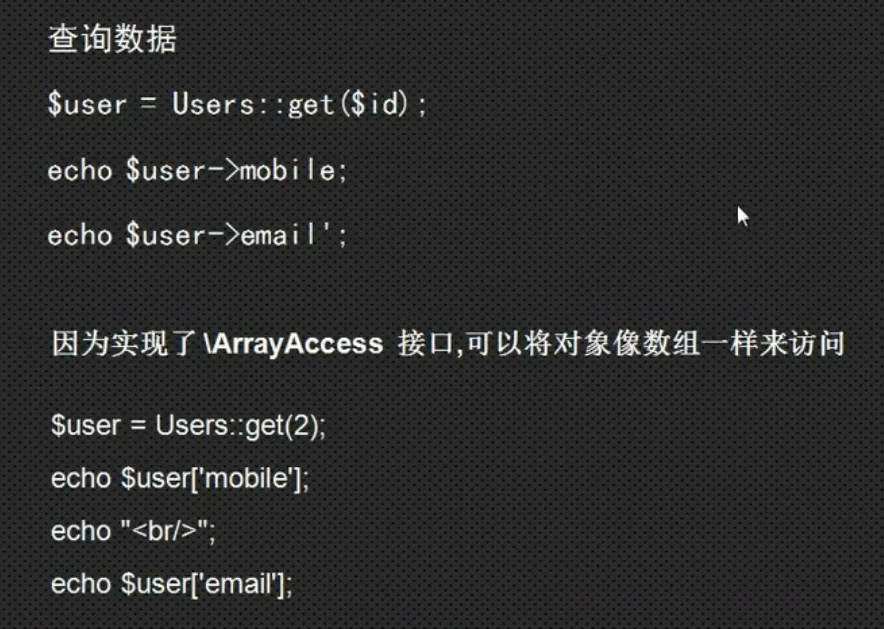 查询数据
$user = Users::get($id);
echo $user->mobile;
echo $user->email';
因为实现了\ArrayAccess 接口,可以将对象像数组一样来访问
$user = Users::get(2);
echo $user['mobile'];
echo "<br/>";
echo $user['email'];